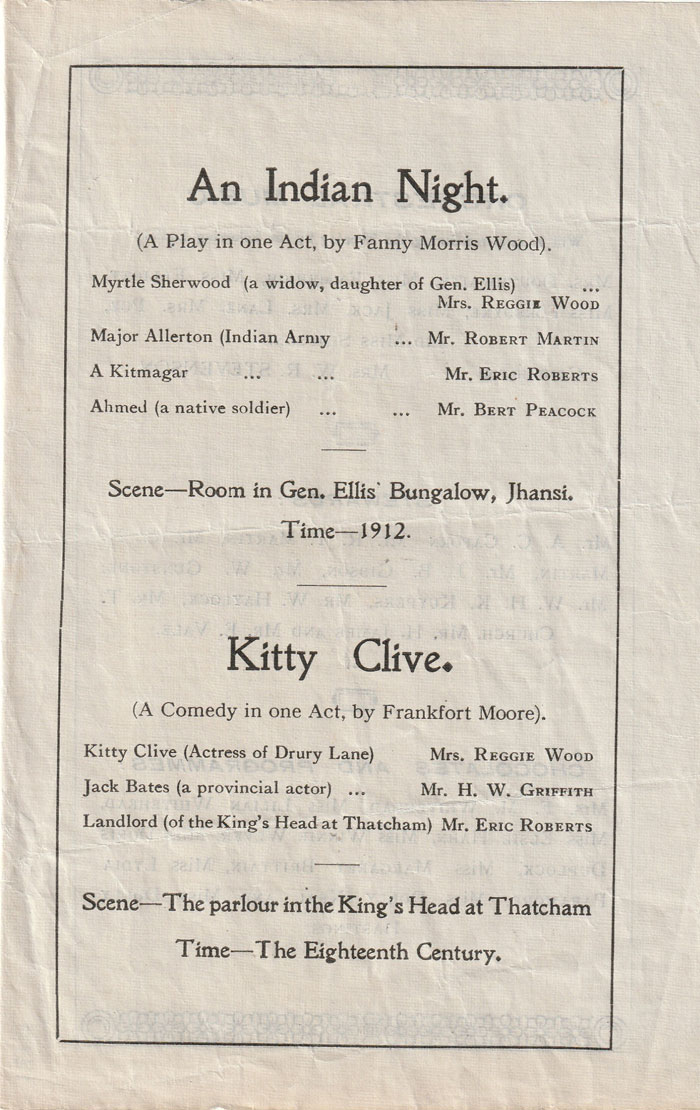 An Indian Night.
(A Play in one Act, by Fanny Morris Wood).
Myrtle Sherwood (a widow, daughter of Gen. Ellis) ...
Mrs. Reggie Wood
Major Allerton (Indian Army ... Mr. Robert Martin
A Kitmagar ... ... Mr. Eric Roberts
Ahmed (a native soldier) ... ... Mr. Bert Peacock
Scene—Room in Gen. Ellis' Bungalow, Jhansi.
Time—1912.
Kitty Clive.
(A Comedy in one Act, by Frankfort Moore).
Kitty Clive (Actress of Drury Lane) Mrs. Reggie Wood
Jack Bates (a provincial actor) ... Mr. H. W. Griffith
Landlord (of the King's Head at Thatcham) Mr. Eric Roberts
Scene—The parlour in the King's Head at Thatcham
Time—The Eighteenth Century.